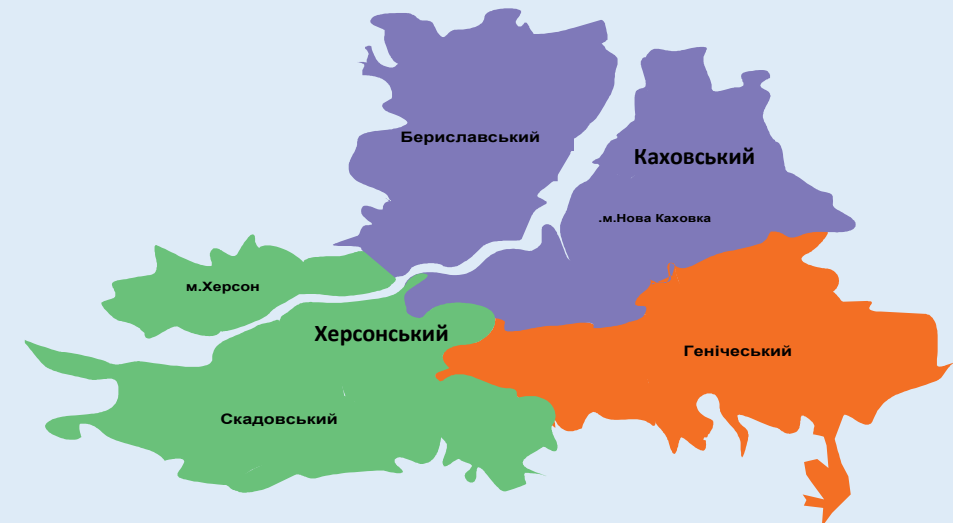 Бериславський
Каховський
.м.Нова Каховка
м.Херсон
Херсонський
Генічеський
Скадовський